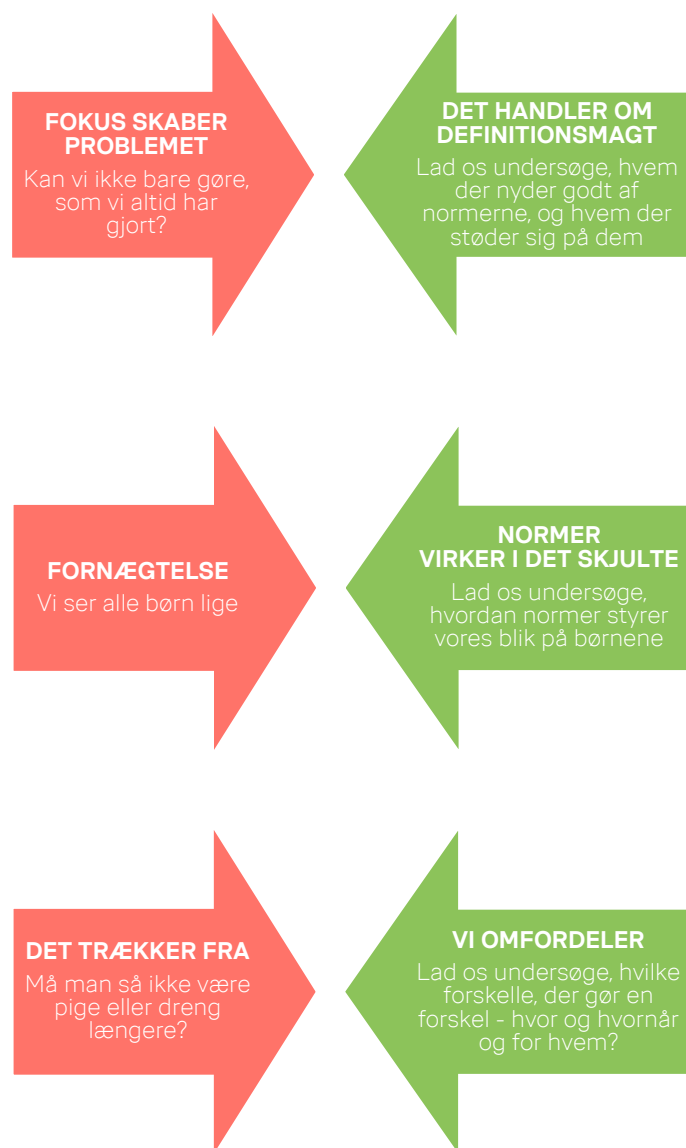 FOKUS SKABER
PROBLEMET
Kan vi ikke bare gøre,
som vi altid har
gjort?
DET HANDLER OM
DEFINITIONSMAGT
Lad os undersøge, hvem
der nyder godt af
normerne, og hvem der
støder sig på dem
FORNÆGTELSE
Vi ser alle børn lige
NORMER
VIRKER I DET SKJULTE
Lad os undersøge,
hvordan normer styrer
vores blik på børnene
DET TRÆKKER FRA
Må man så ikke være
pige eller dreng
længere?
VI OMFORDELER
Lad os undersøge, hvilke
forskelle, der gør en
forskel - hvor og hvornår
og for hvem?